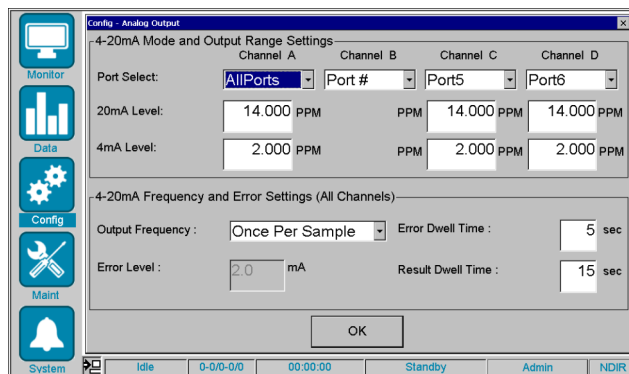 Config - Analog Output
4-20mA Mode and Output Range Settings
Channel A Channel B Channel C Channel D
Port Select: AllPorts Port # Port5 Port6
20mA Level: 14.000 PPM PPM 14.000 PPM 14.000 PPM
4mA Level: 2.000 PPM PPM 2.000 PPM 2.000 PPM
4-20mA Frequency and Error Settings (All Channels)
Output Frequency : Once Per Sample Error Dwell Time : 5 sec
Error Level : 2.0 mA Result Dwell Time : 15 sec
OK
Monitor
Data
Config
Maint
System
Idle 0-0/0-0/0 00:00:00 Standby Admin NDIR